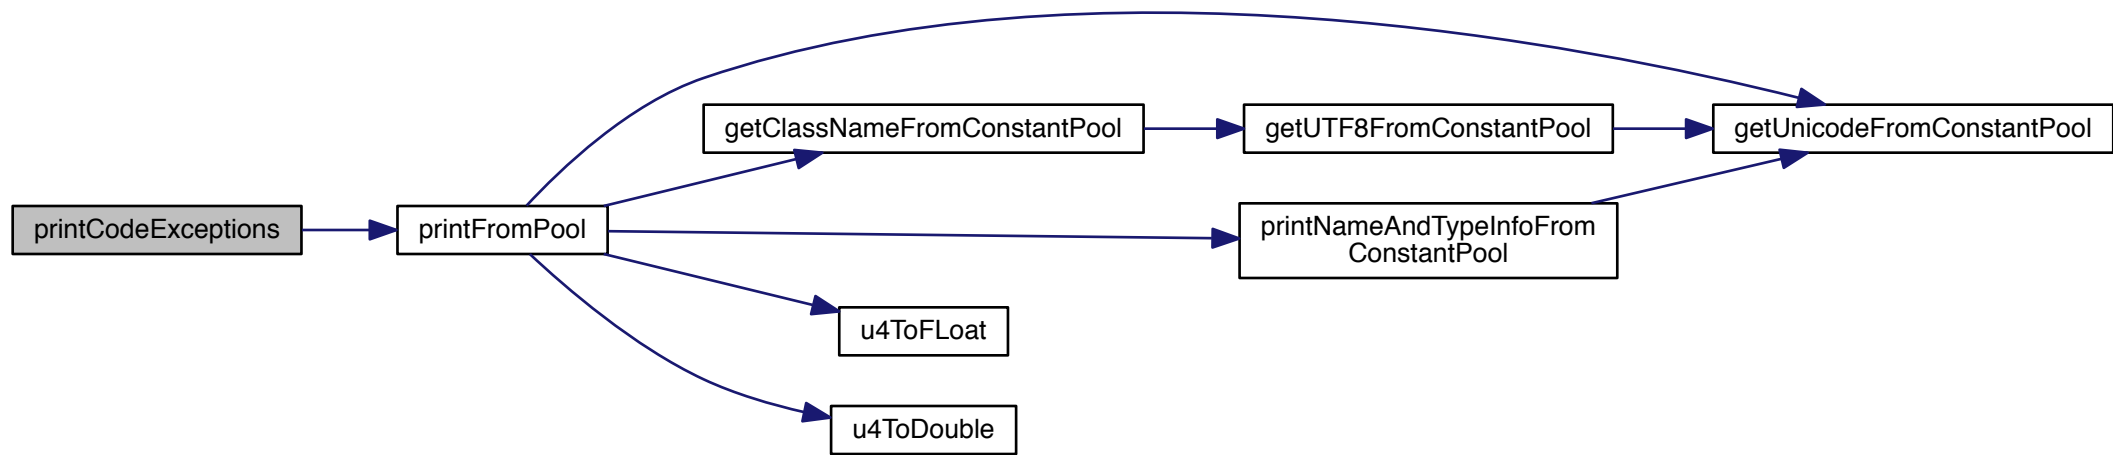 printCodeExceptions
printFromPool
getClassNameFromConstantPool
getUTF8FromConstantPool
getUnicodeFromConstantPool
printNameAndTypeInfoFrom
ConstantPool
u4ToFLoat
u4ToDouble